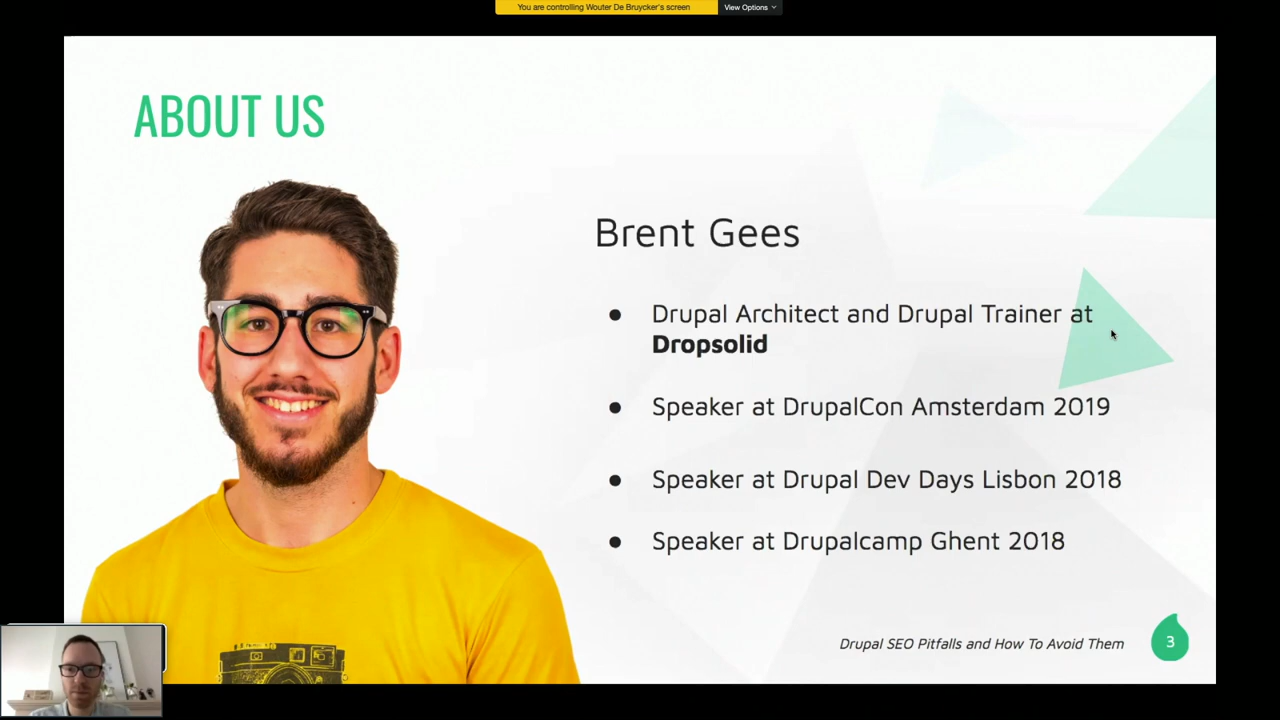 You are controlling Wouter De Bruycker's screen
View Options
ABOUT US
Brent Gees
● Drupal Architect and Drupal Trainer at
Dropsolid
● Speaker at DrupalCon Amsterdam 2019
● Speaker at Drupal Dev Days Lisbon 2018
● Speaker at Drupalcamp Ghent 2018
Drupal SEO Pitfalls and How To Avoid Them
3